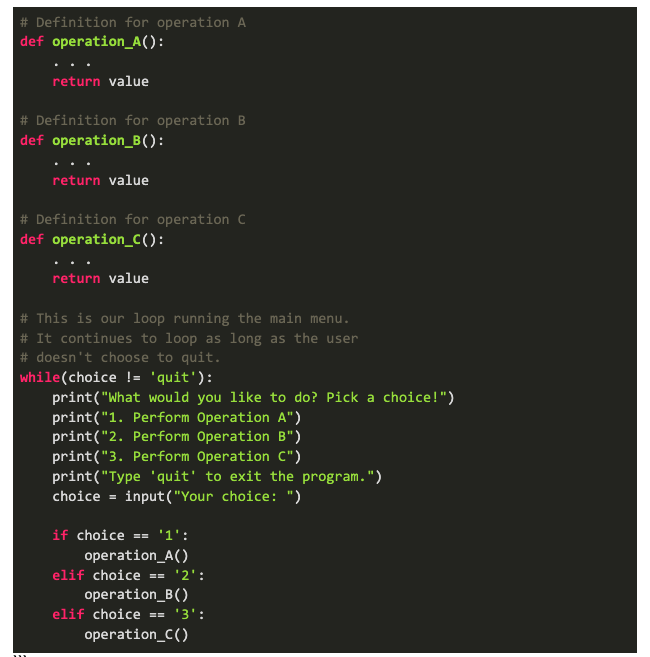 # Definition for operation A
def operation_A():
    . . .
    return value

# Definition for operation B
def operation_B():
    . . .
    return value

# Definition for operation C
def operation_C():
    . . .
    return value

# This is our loop running the main menu.
# It continues to loop as long as the user
# doesn't choose to quit.
while(choice != 'quit'):
    print("What would you like to do? Pick a choice!")
    print("1. Perform Operation A")
    print("2. Perform Operation B")
    print("3. Perform Operation C")
    print("Type 'quit' to exit the program.")
    choice = input("Your choice: ")

    if choice == '1':
        operation_A()
    elif choice == '2':
        operation_B()
    elif choice == '3':
        operation_C()
```